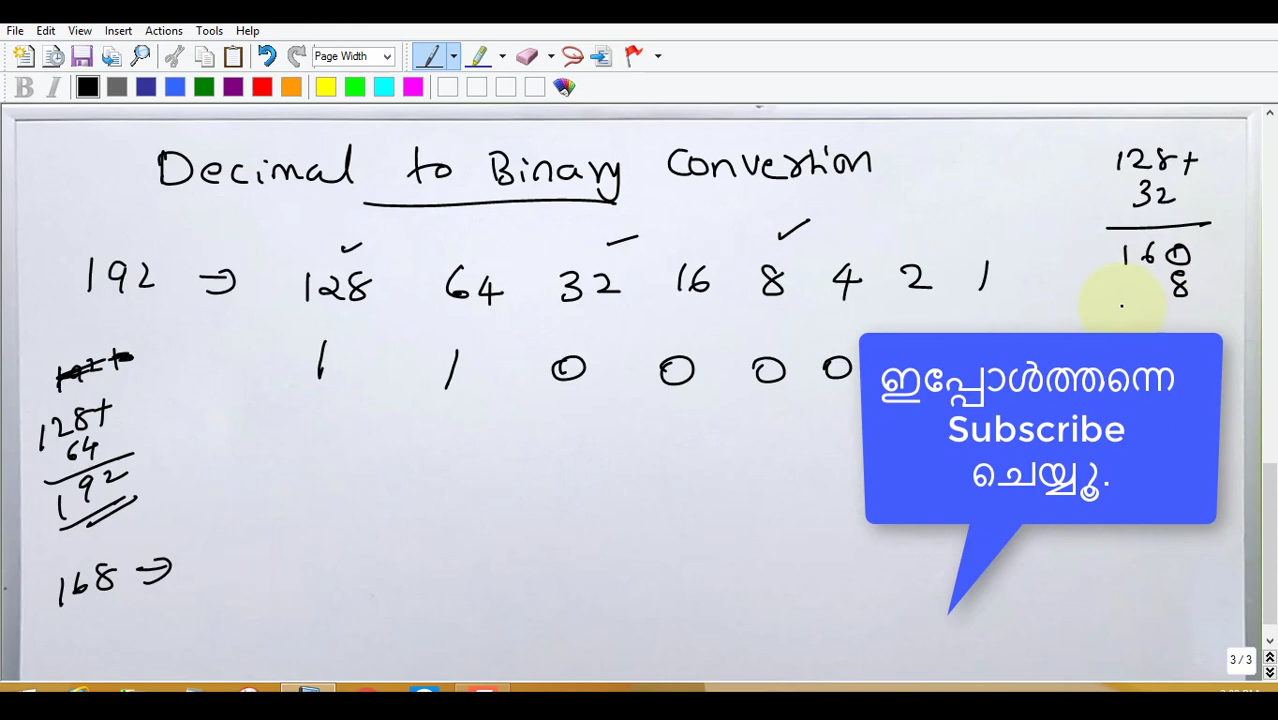 File Edit View Insert Actions Tools Help
Page Width
B I
Decimal to Binary Convertion
128+
32
160
8
192 ⇒ 128 64 32 16 8 4 2 1
1 1 0 0 0 0
128+
64
192
168 ⇒
ഇപ്പോൾത്തന്നെ
Subscribe
ചെയ്യൂ.
3/3